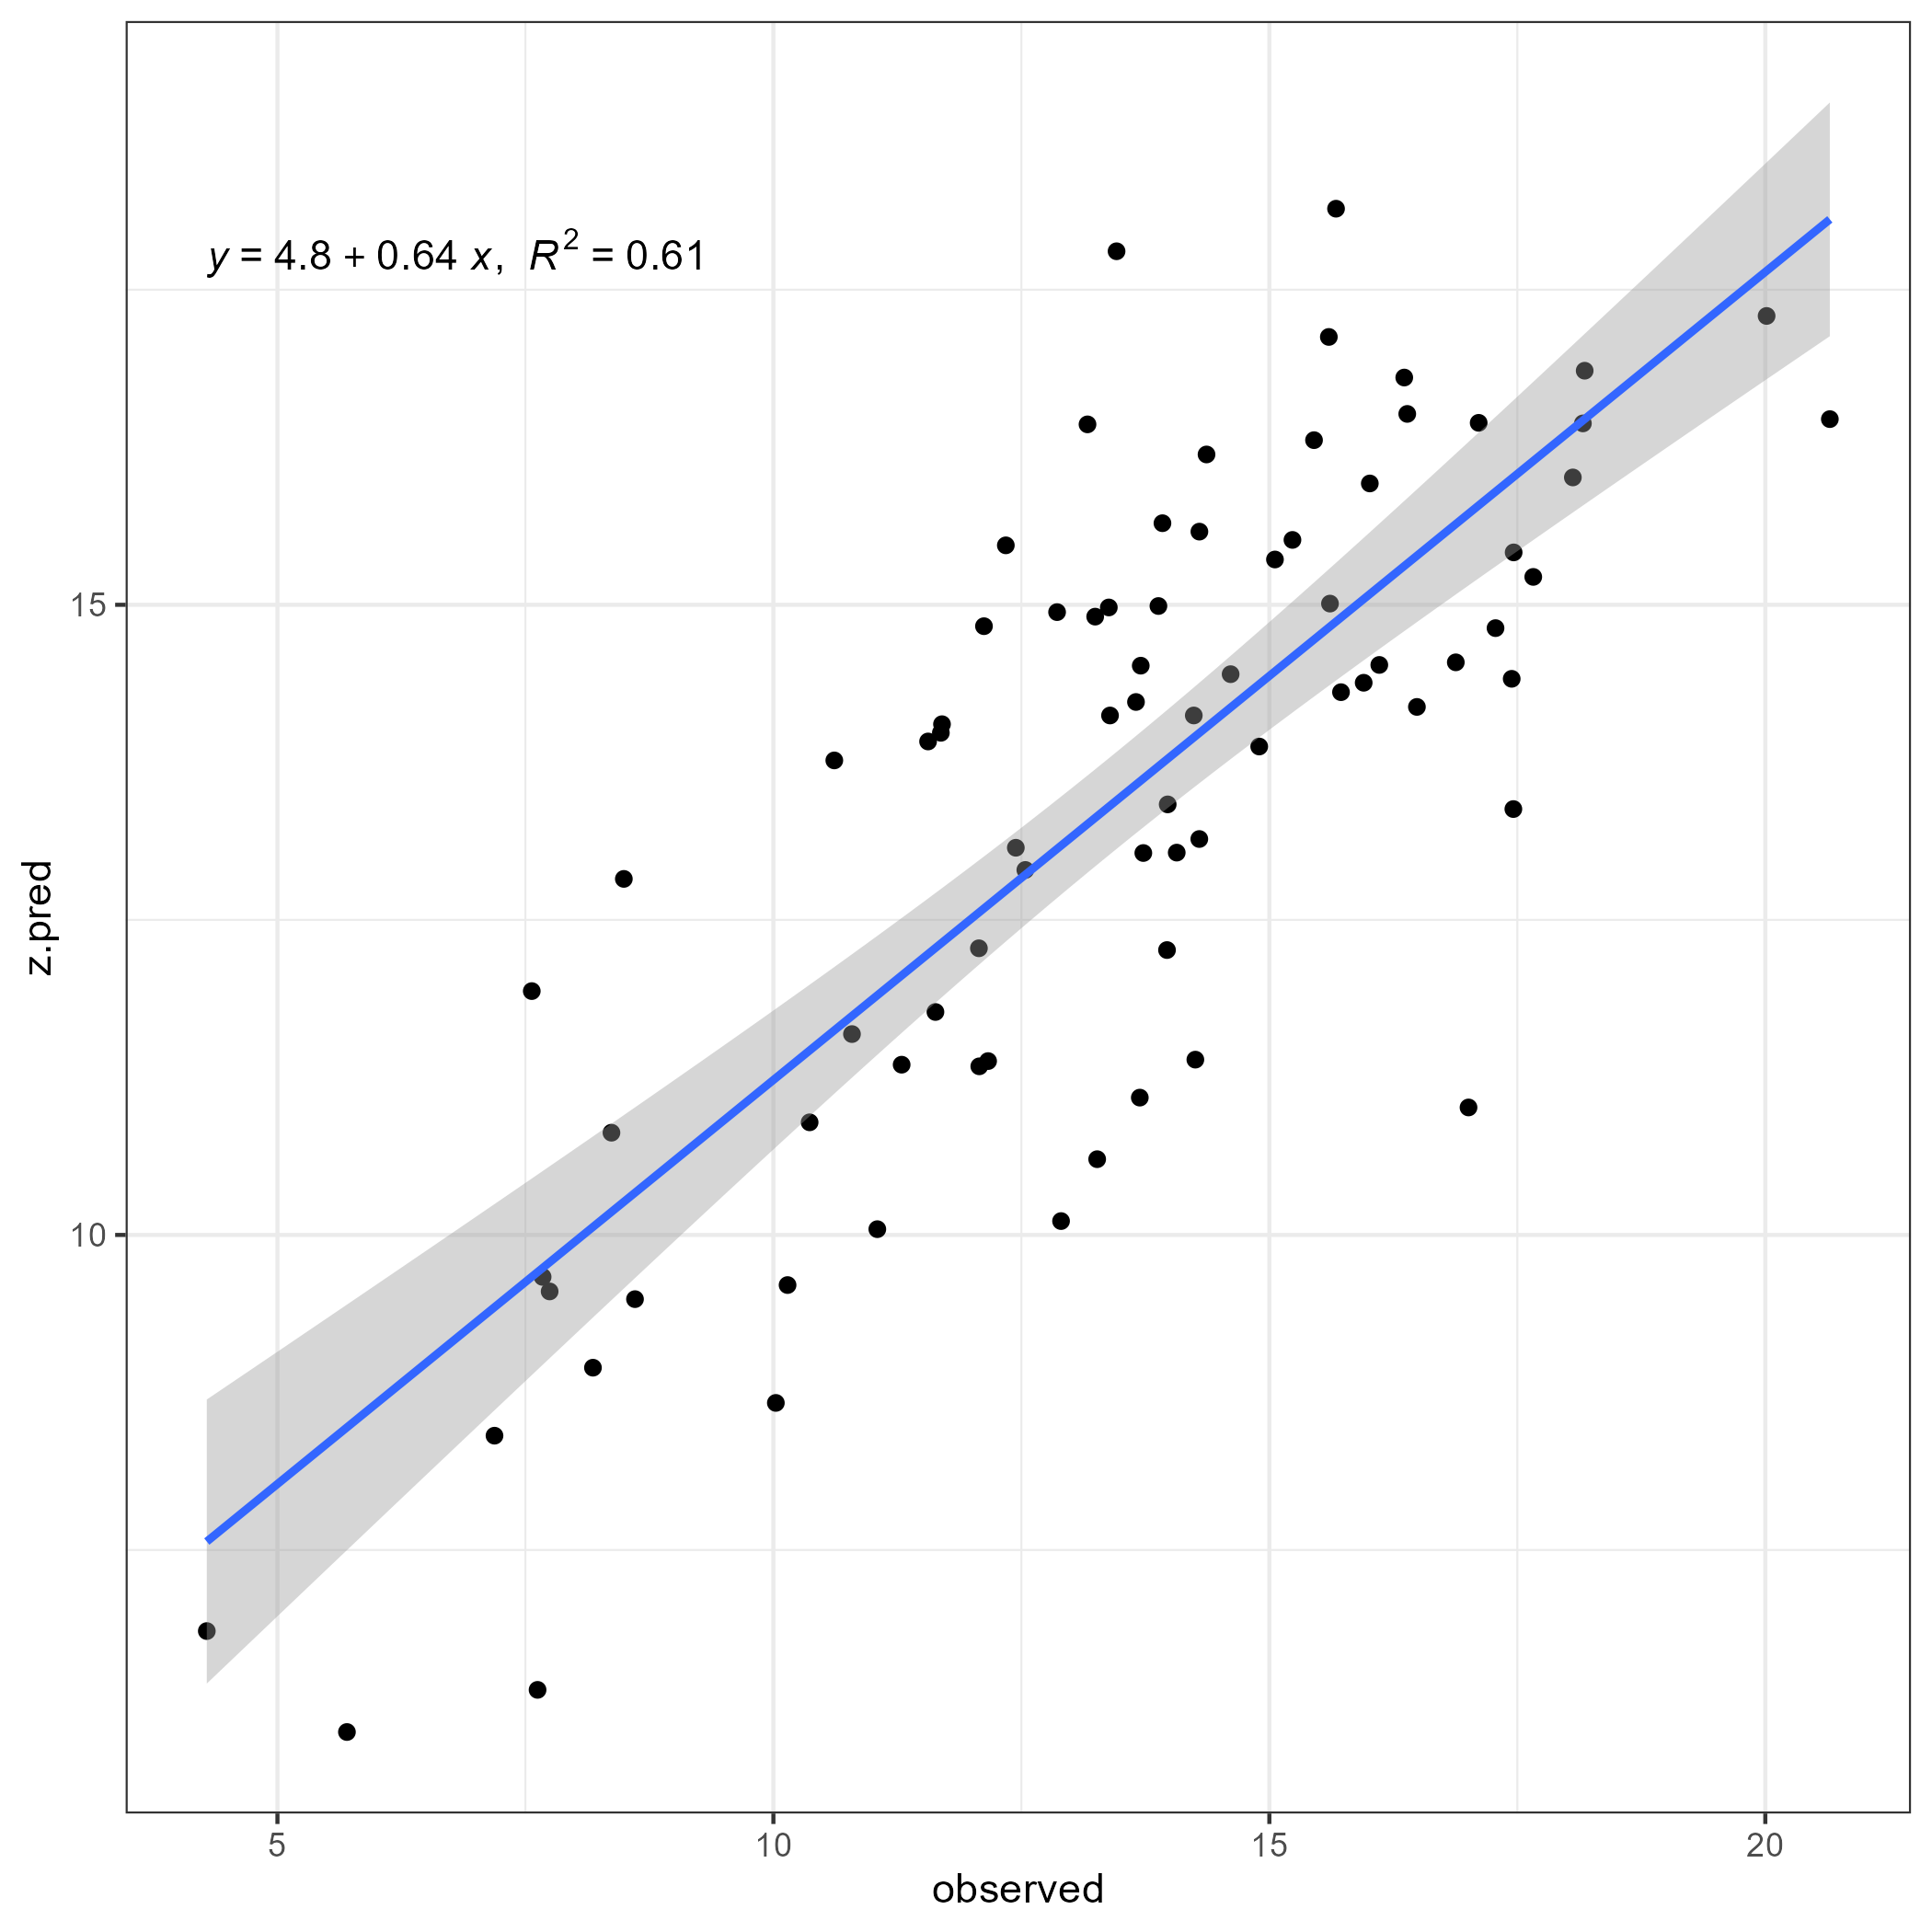 y = 4.8 + 0.64 x, R² = 0.61
15
10
z.pred
5 10 15 20
observed